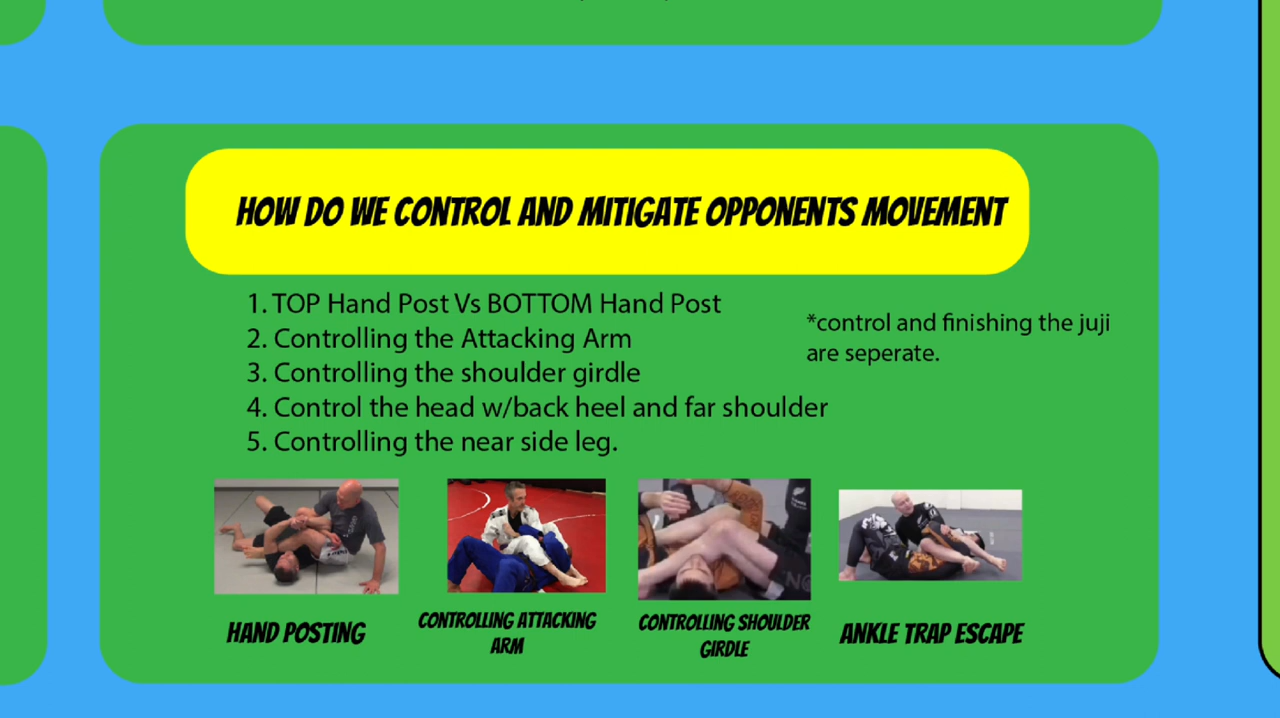 HOW DO WE CONTROL AND MITIGATE OPPONENTS MOVEMENT
1. TOP Hand Post Vs BOTTOM Hand Post
2. Controlling the Attacking Arm
3. Controlling the shoulder girdle
4. Control the head w/back heel and far shoulder
5. Controlling the near side leg.
*control and finishing the juji
are seperate.
HAND POSTING
CONTROLLING ATTACKING
ARM
CONTROLLING SHOULDER
GIRDLE
ANKLE TRAP ESCAPE